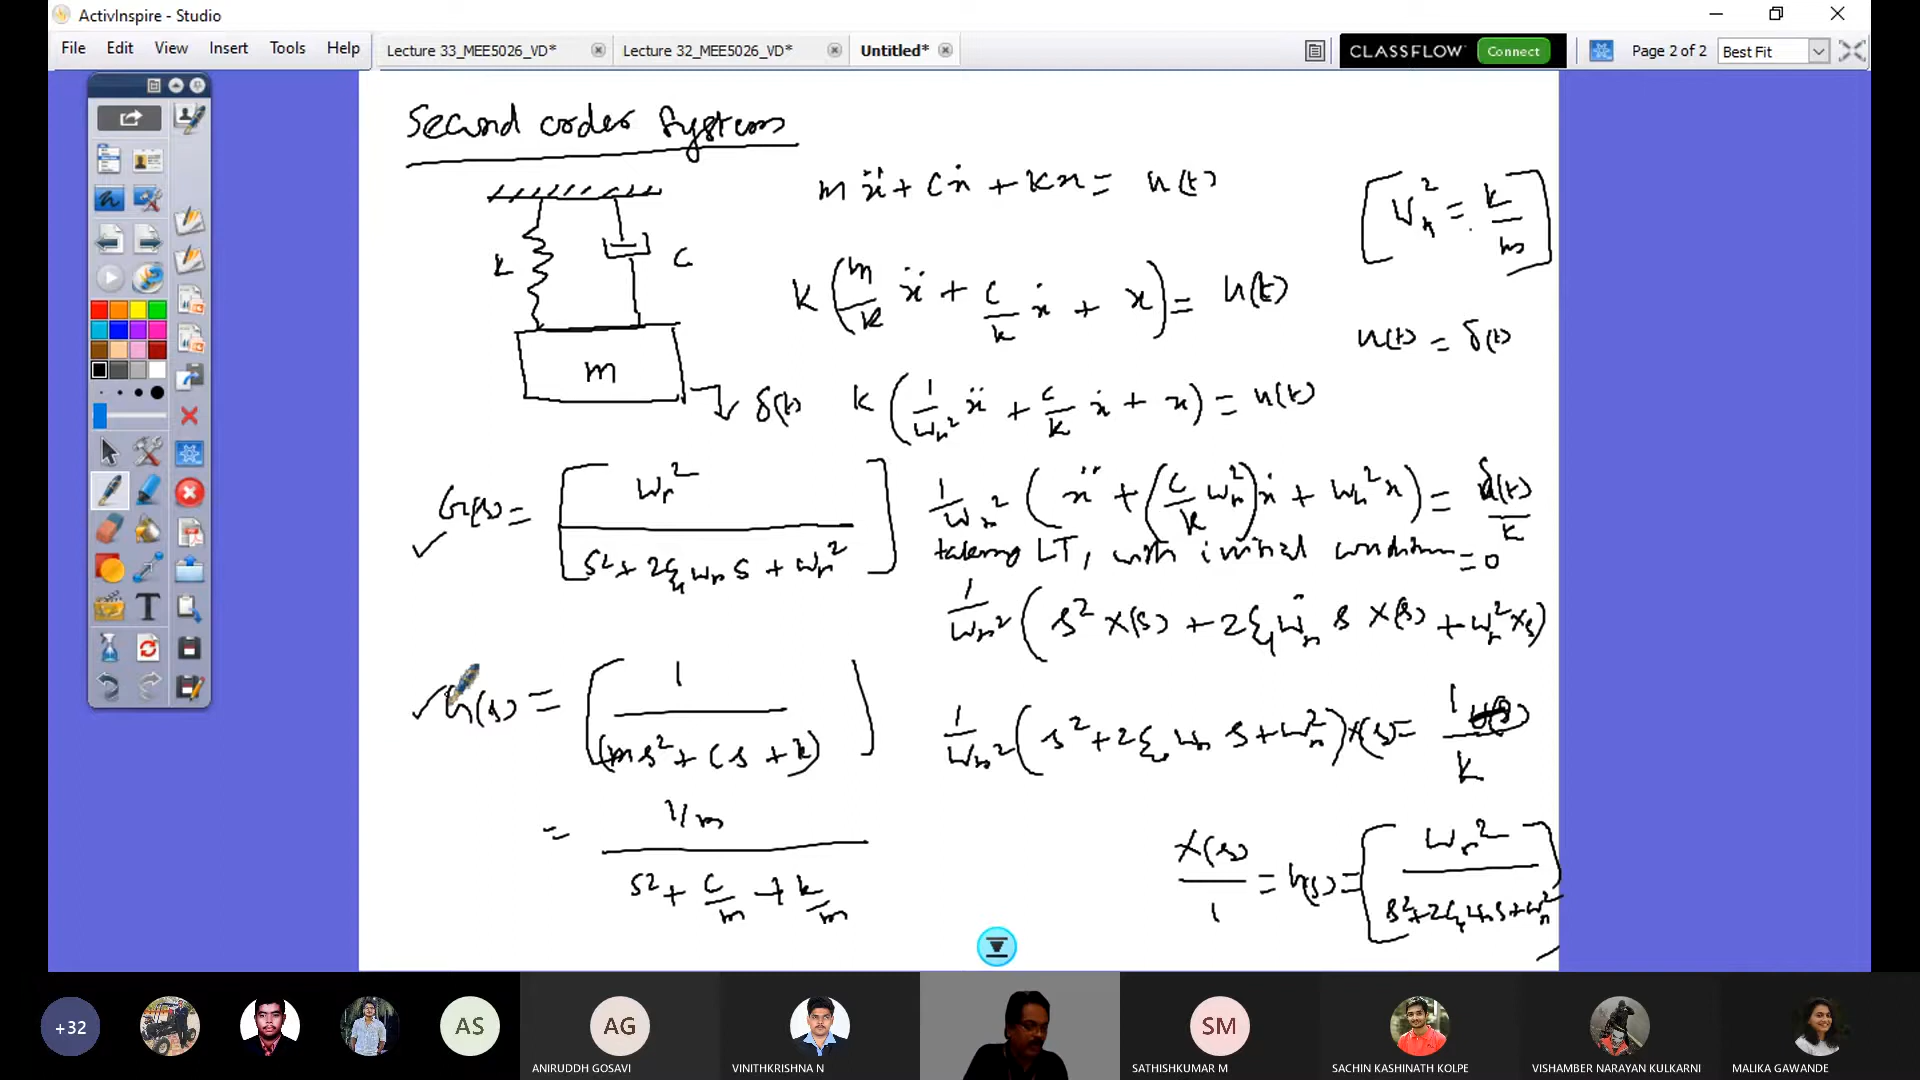 ActivInspire - Studio
File Edit View Insert Tools Help
Lecture 33_MEE5026_VD* Lecture 32_MEE5026_VD* Untitled*
CLASSFLOW Connect
Page 2 of 2 Best Fit
Second order Systems
mẍ + cẋ + kx = u(t)
[ωn² = k/m]
k
c
k(m/k ẍ + c/k ẋ + x) = u(t)
u(t) = δ(t)
m
δ(t)
k(1/ωn² ẍ + c/k ẋ + x) = u(t)
G(s) = [ωn² / s² + 2ξωn s + ωn²]
1/ωn² (ẍ + (c/k ωn²)ẋ + ωn²x) = δ(t)/k
taking LT, with initial condition = 0
1/ωn² (s² X(s) + 2ξωn s X(s) + ωn² Xs)
G(s) = [1 / (ms² + cs + k)]
1/ωn² (s² + 2ξωn s + ωn²) X(s) = 1/k
= 1/m / s² + c/m + k/m
X(s)/1 = G(s) = [ωn² / s² + 2ξωn s + ωn²]
+32
AS
AG
SM
ANIRUDDH GOSAVI
VINITHKRISHNA N
SATHISHKUMAR M
SACHIN KASHINATH KOLPE
VISHAMBER NARAYAN KULKARNI
MALIKA GAWANDE